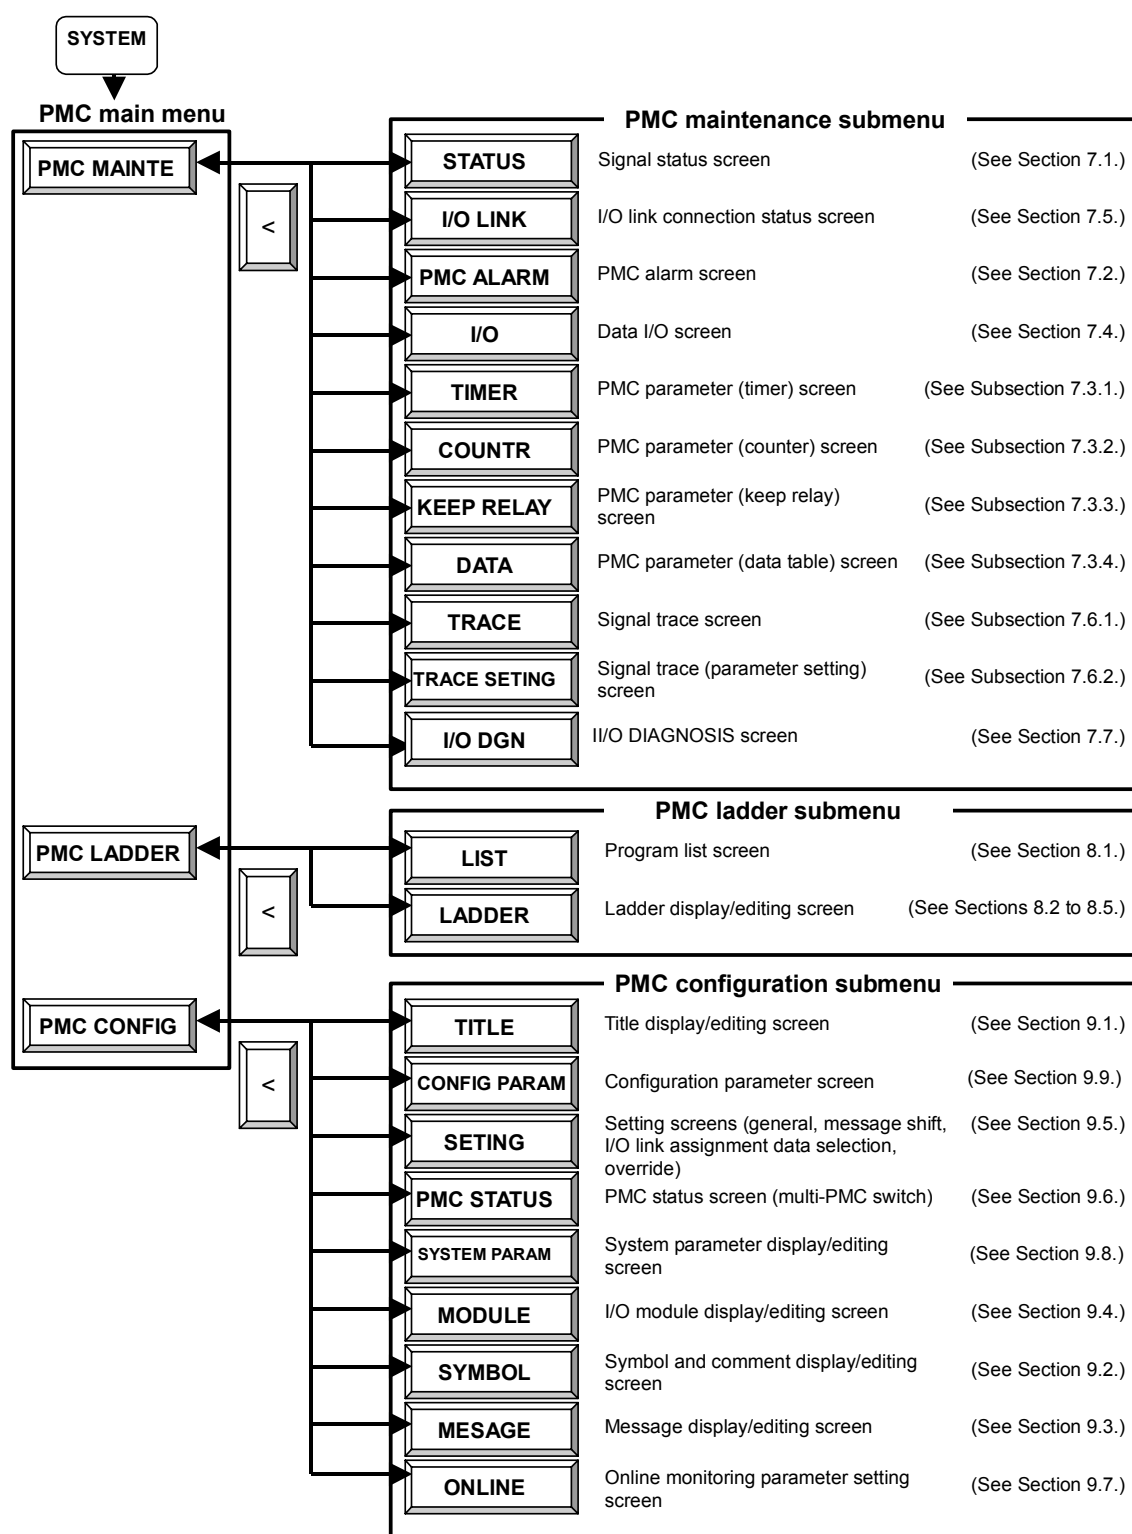 SYSTEM
PMC main menu
PMC maintenance submenu
PMC MAINTE
<
STATUS Signal status screen (See Section 7.1.)
I/O LINK I/O link connection status screen (See Section 7.5.)
PMC ALARM PMC alarm screen (See Section 7.2.)
I/O Data I/O screen (See Section 7.4.)
TIMER PMC parameter (timer) screen (See Subsection 7.3.1.)
COUNTR PMC parameter (counter) screen (See Subsection 7.3.2.)
KEEP RELAY PMC parameter (keep relay) (See Subsection 7.3.3.)
screen
DATA PMC parameter (data table) screen (See Subsection 7.3.4.)
TRACE Signal trace screen (See Subsection 7.6.1.)
TRACE SETING Signal trace (parameter setting) (See Subsection 7.6.2.)
screen
I/O DGN II/O DIAGNOSIS screen (See Section 7.7.)
PMC ladder submenu
PMC LADDER
<
LIST Program list screen (See Section 8.1.)
LADDER Ladder display/editing screen (See Sections 8.2 to 8.5.)
PMC configuration submenu
PMC CONFIG
<
TITLE Title display/editing screen (See Section 9.1.)
CONFIG PARAM Configuration parameter screen (See Section 9.9.)
SETING Setting screens (general, message shift, (See Section 9.5.)
I/O link assignment data selection,
override)
PMC STATUS PMC status screen (multi-PMC switch) (See Section 9.6.)
SYSTEM PARAM System parameter display/editing (See Section 9.8.)
screen
MODULE I/O module display/editing screen (See Section 9.4.)
SYMBOL Symbol and comment display/editing (See Section 9.2.)
screen
MESAGE Message display/editing screen (See Section 9.3.)
ONLINE Online monitoring parameter setting (See Section 9.7.)
screen